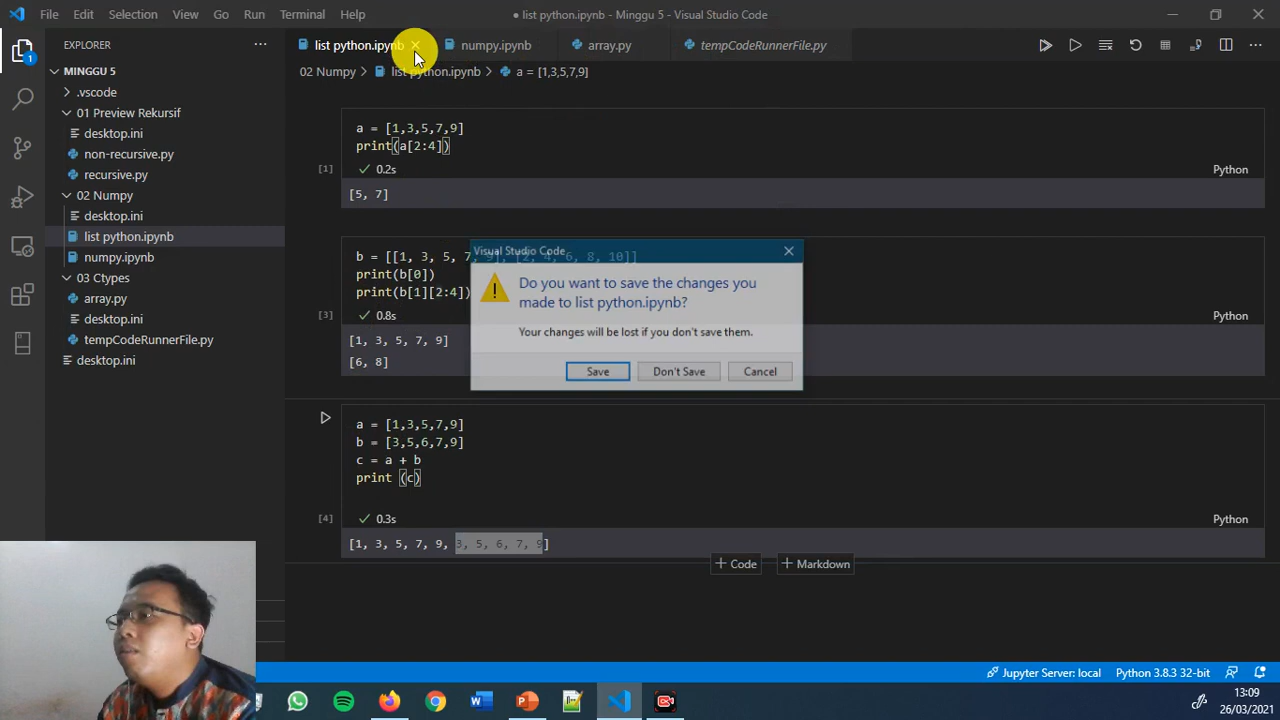 File Edit Selection View Go Run Terminal Help
● list python.ipynb - Minggu 5 - Visual Studio Code
EXPLORER
MINGGU 5
.vscode
01 Preview Rekursif
desktop.ini
non-recursive.py
recursive.py
02 Numpy
desktop.ini
list python.ipynb
numpy.ipynb
03 Ctypes
array.py
desktop.ini
tempCodeRunnerFile.py
desktop.ini
1
list python.ipynb numpy.ipynb array.py tempCodeRunnerFile.py
02 Numpy > list python.ipynb > a = [1,3,5,7,9]
a = [1,3,5,7,9]
print(a[2:4])
[1] 0.2s Python
[5, 7]
b = [[1, 3, 5, 7, 9], [2, 4, 6, 8, 10]]
print(b[0])
print(b[1][2:4])
[3] 0.8s Python
[1, 3, 5, 7, 9]
[6, 8]
Visual Studio Code
Do you want to save the changes you
made to list python.ipynb?
Your changes will be lost if you don't save them.
Save Don't Save Cancel
a = [1,3,5,7,9]
b = [3,5,6,7,9]
c = a + b
print (c)
[4] 0.3s Python
[1, 3, 5, 7, 9, 3, 5, 6, 7, 9]
+ Code + Markdown
Jupyter Server: local Python 3.8.3 32-bit
13:09
26/03/2021